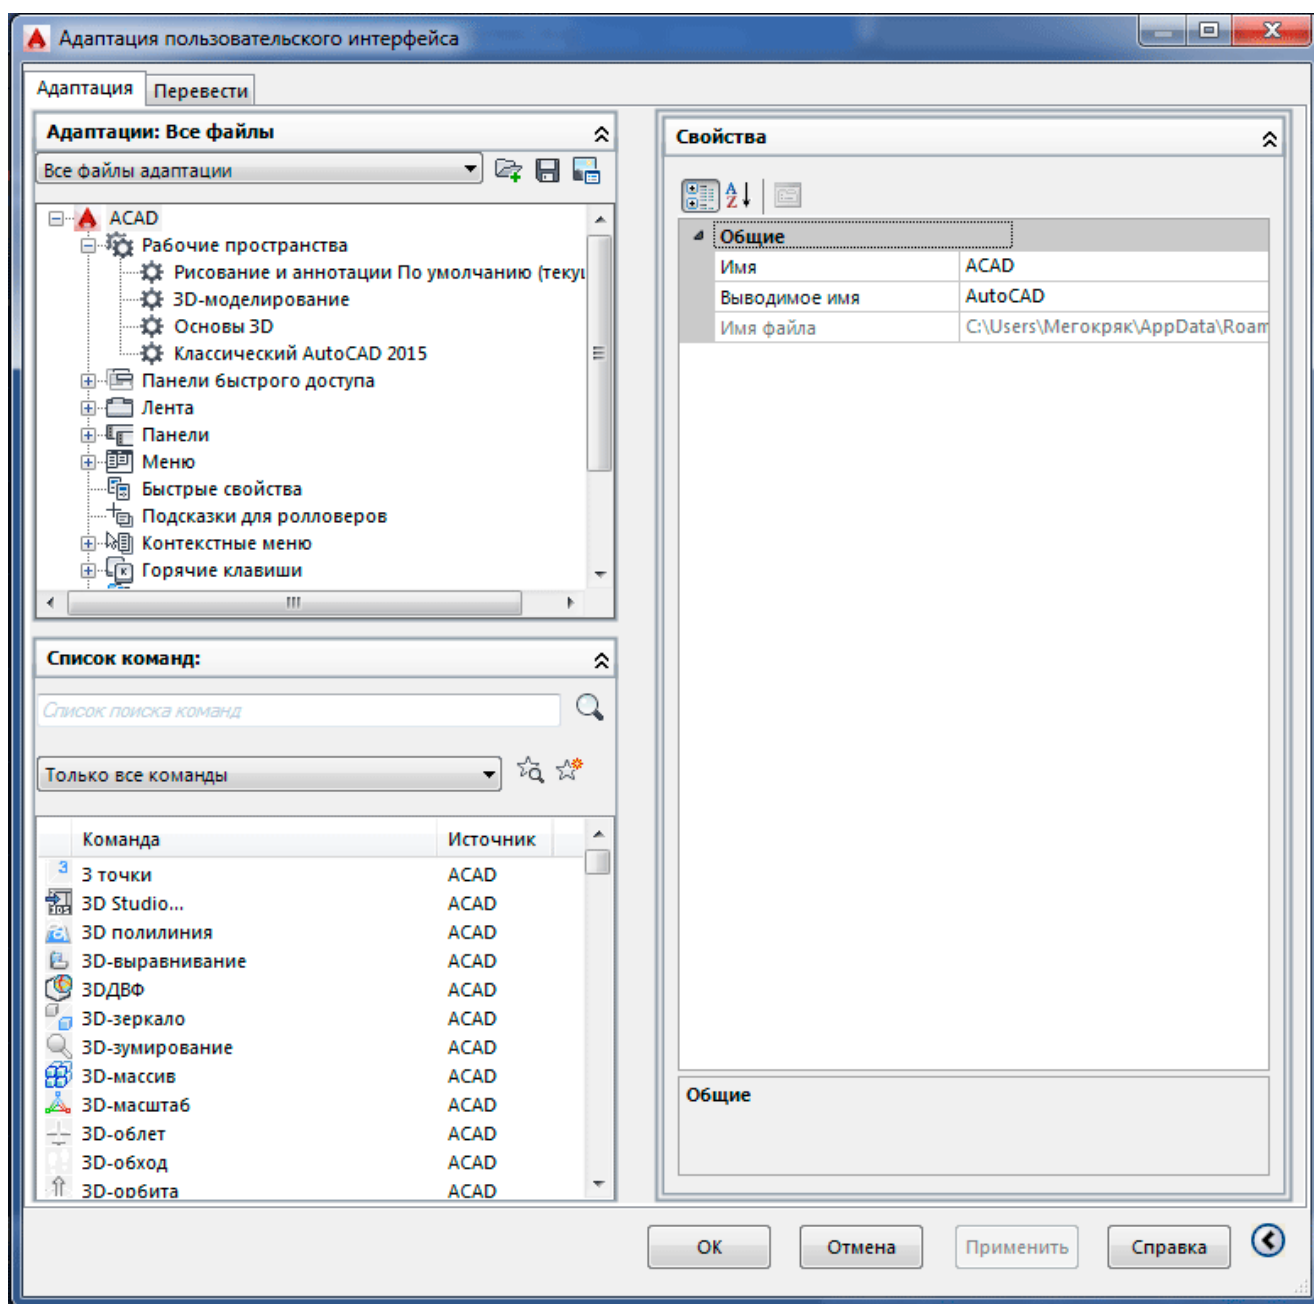 Адаптация пользовательского интерфейса
Адаптация
Перевести
Адаптации: Все файлы
Все файлы адаптации
ACAD
Рабочие пространства
Рисование и аннотации По умолчанию (теку
3D-моделирование
Основы 3D
Классический AutoCAD 2015
Панели быстрого доступа
Лента
Панели
Меню
Быстрые свойства
Подсказки для ролловеров
Контекстные меню
Горячие клавиши
Список команд:
Список поиска команд
Только все команды
Команда Источник
3 точки ACAD
3D Studio... ACAD
3D полилиния ACAD
3D-выравнивание ACAD
3DДВФ ACAD
3D-зеркало ACAD
3D-зумирование ACAD
3D-массив ACAD
3D-масштаб ACAD
3D-облет ACAD
3D-обход ACAD
3D-орбита ACAD
Свойства
Общие
Имя ACAD
Выводимое имя AutoCAD
Имя файла C:\Users\Мегокряк\AppData\Roam
Общие
ОК
Отмена
Применить
Справка